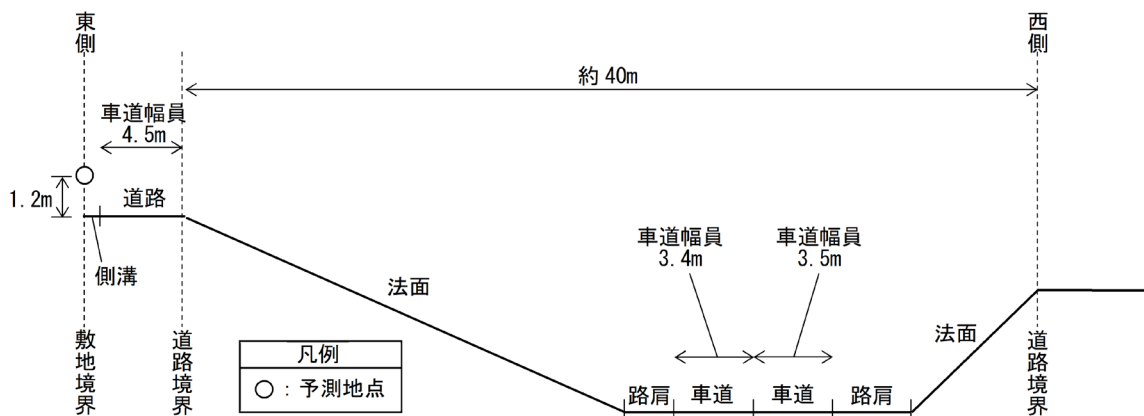 東側
西側
約40m
車道幅員
4.5m
1.2m
道路
側溝
法面
車道幅員
3.4m
車道幅員
3.5m
法面
路肩
車道
車道
路肩
敷地境界
道路境界
道路境界
凡例
○：予測地点